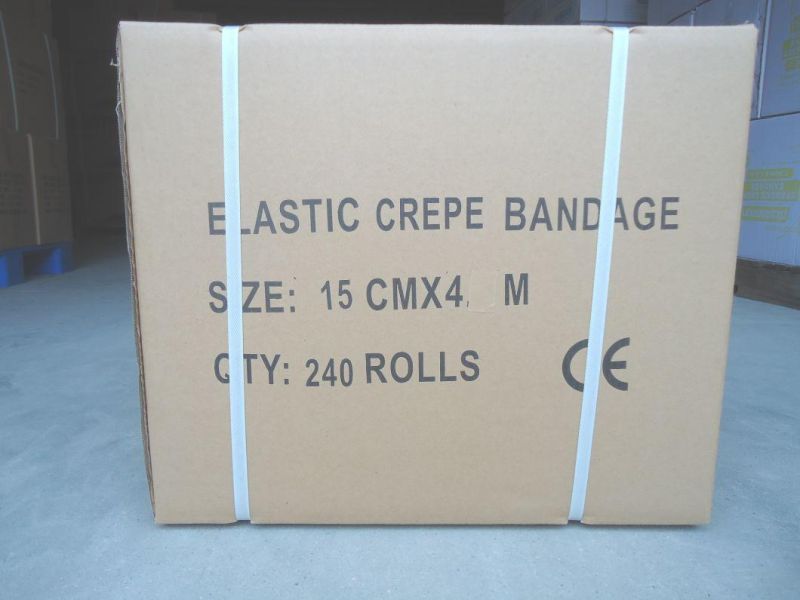 ELASTIC CREPE BANDAGE
SIZE: 15 CMX4, M
QTY: 240 ROLLS
CE